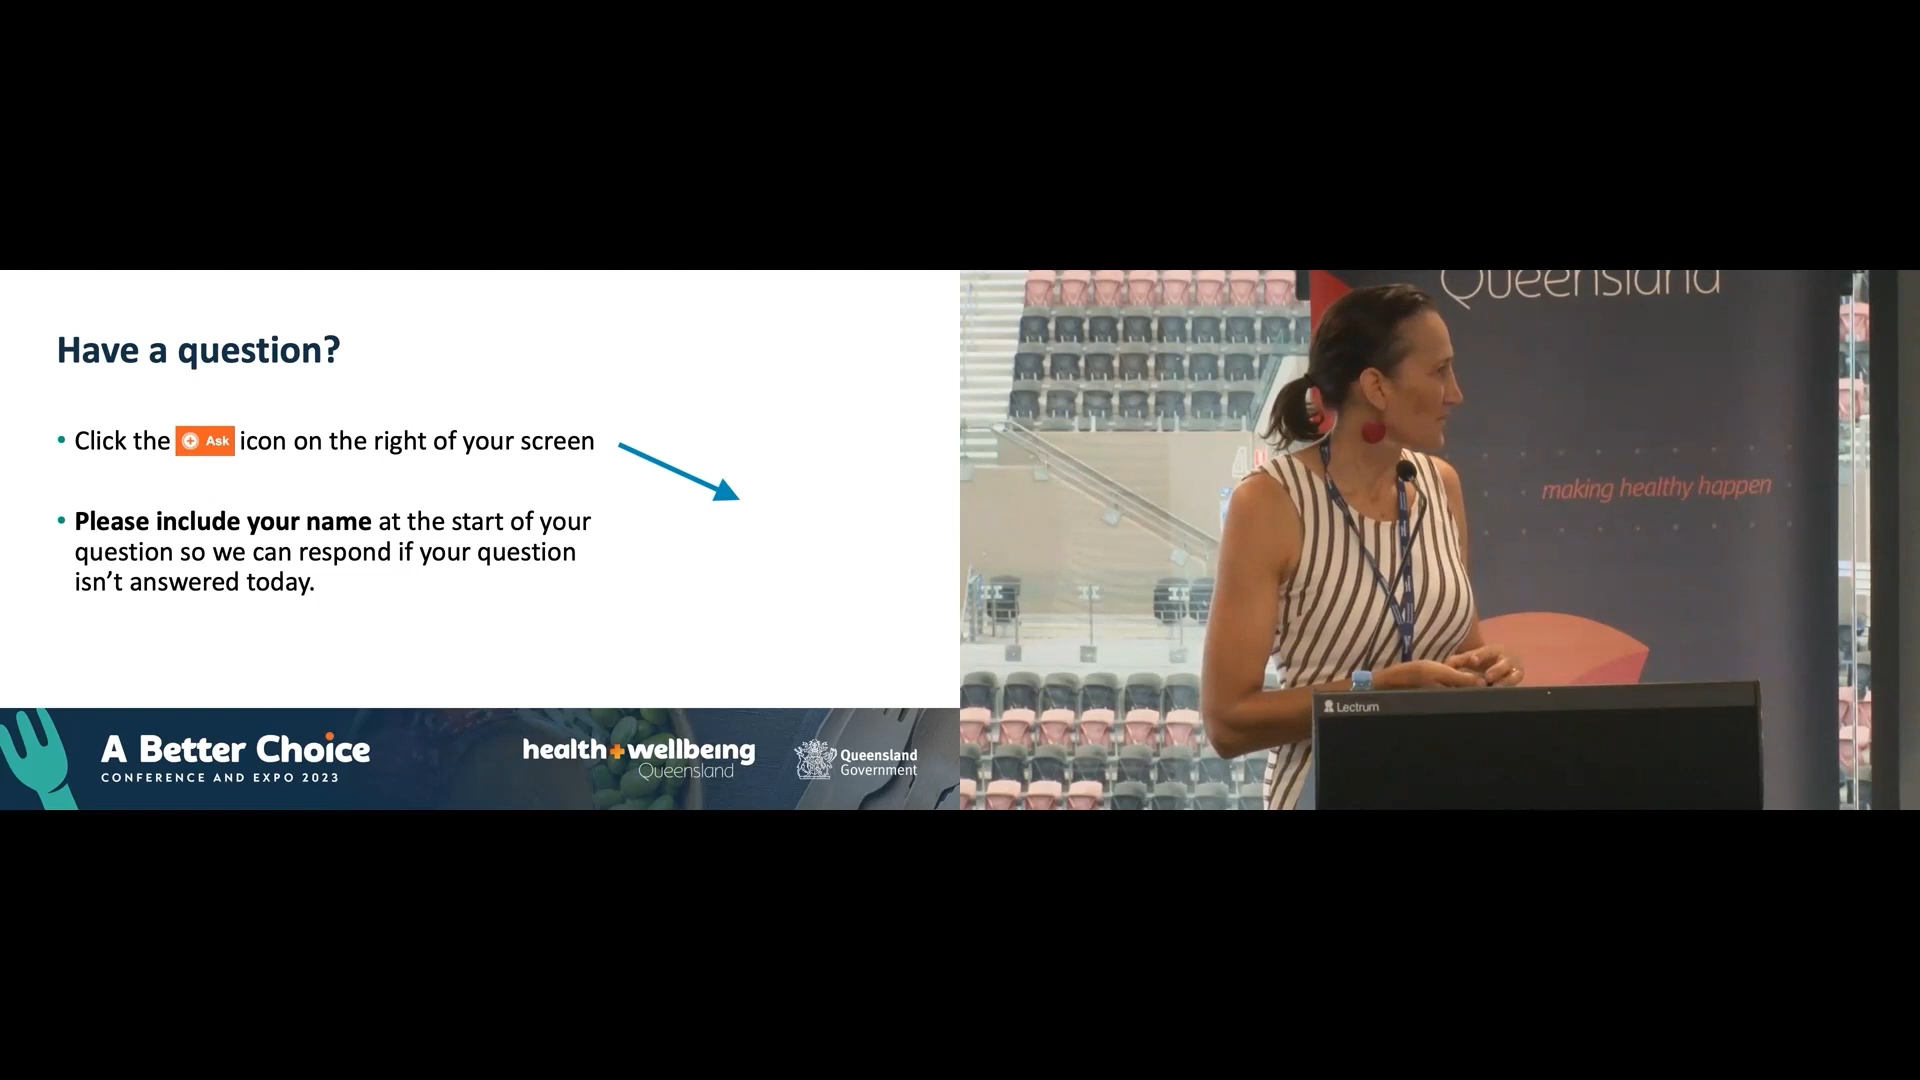 Have a question?
• Click the Ask icon on the right of your screen
• Please include your name at the start of your
question so we can respond if your question
isn't answered today.
A Better Choice
CONFERENCE AND EXPO 2023
health+wellbeing
Queensland
Queensland
Government
Queensland
making healthy happen
Lectrum